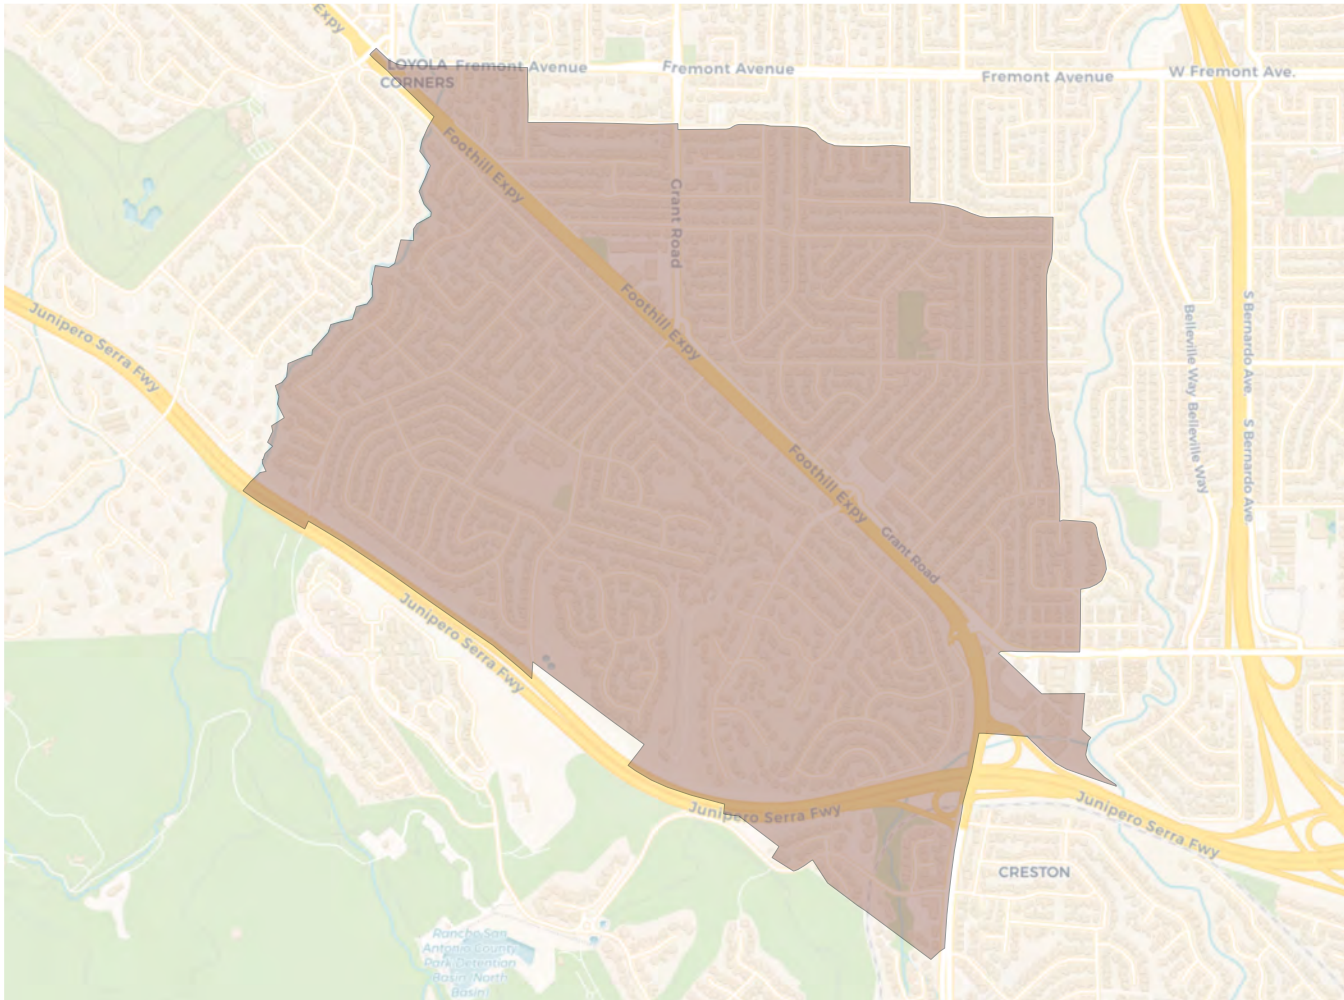 Expy
LOYOLA
CORNERS
Fremont Avenue
Fremont Avenue
Fremont Avenue
W Fremont Ave.
Foothill Expy
Grant Road
Foothill Expy
Junipero Serra Fwy
Belleville Way
Belleville Way
S Bernardo Ave.
S Bernardo Ave
Foothill Expy
Grant Road
Junipero Serra Fwy
Junipero Serra Fwy
Junipero Serra Fwy
CRESTON
Rancho San
Antonio County
Park Detention
Basin (North
Basin)